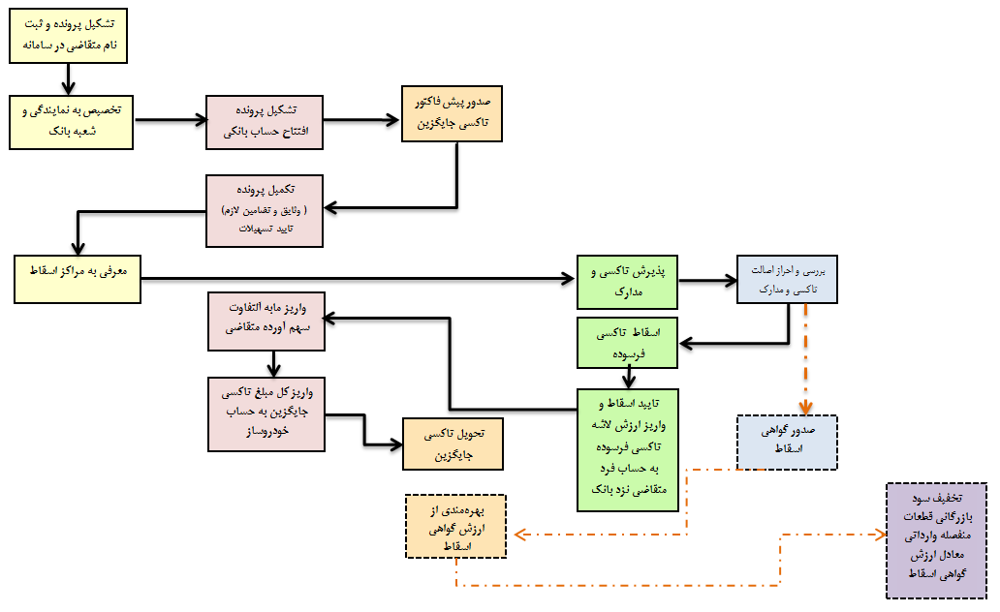 تشکیل پرونده و ثبت
نام متقاضی در سامانه
تخصیص به نمایندگی و
شعبه بانک
تشکیل پرونده
افتتاح حساب بانکی
صدور پیش فاکتور
تاکسی جایگزین
تکمیل پرونده
( وثایق و تضامین لازم)
تایید تسهیلات
معرفی به مراکز اسقاط
پذیرش تاکسی و
مدارک
بررسی و احراز اصالت
تاکسی و مدارک
اسقاط تاکسی
فرسوده
تایید اسقاط و
واریز ارزش لاشه
تاکسی فرسوده
به حساب فرد
متقاضی نزد بانک
واریز مابه التفاوت
سهم آورده متقاضی
واریز کل مبلغ تاکسی
جایگزین به حساب
خودروساز
تحویل تاکسی
جایگزین
صدور گواهی
اسقاط
بهره‌مندی از
ارزش گواهی
اسقاط
تخفیف سود
بازرگانی قطعات
منفصله وارداتی
معادل ارزش
گواهی اسقاط